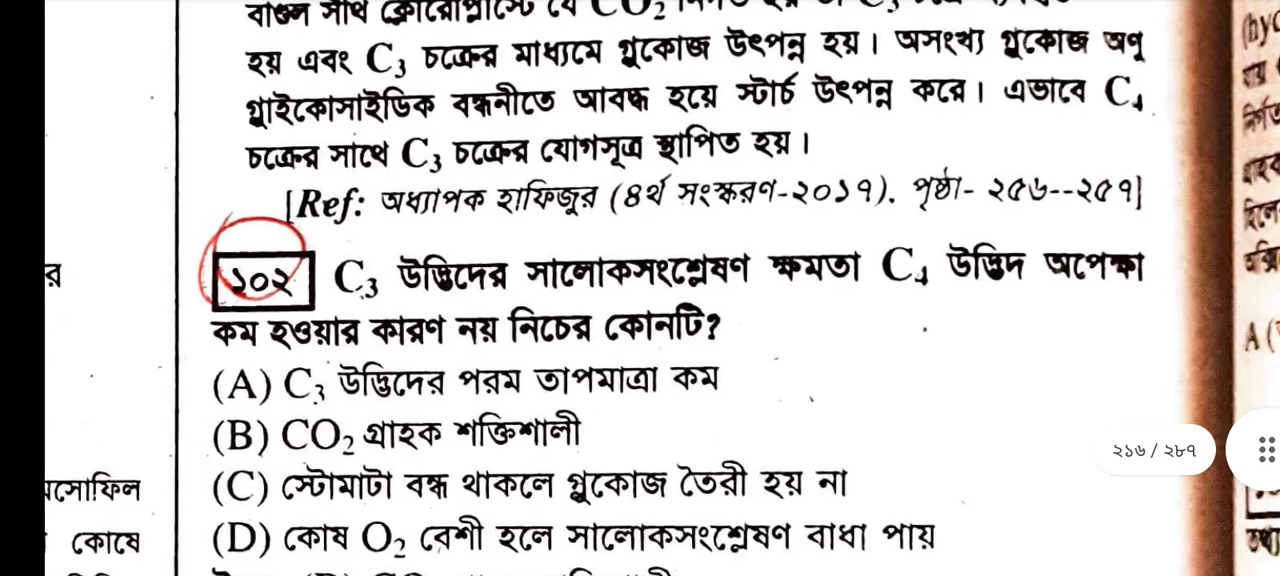 হয় এবং C₃ চক্রের মাধ্যমে গ্লুকোজ উৎপন্ন হয়। অসংখ্য গ্লুকোজ অণু
গ্লাইকোসাইডিক বন্ধনীতে আবদ্ধ হয়ে স্টার্চ উৎপন্ন করে। এভাবে C₄
চক্রের সাথে C₃ চক্রের যোগসূত্র স্থাপিত হয়।
[Ref: অধ্যাপক হাফিজুর (৪র্থ সংস্করণ-২০১৭). পৃষ্ঠা- ২৫৬--২৫৭]
১০২ C₃ উদ্ভিদের সালোকসংশ্লেষণ ক্ষমতা C₄ উদ্ভিদ অপেক্ষা
কম হওয়ার কারণ নয় নিচের কোনটি?
(A) C₃ উদ্ভিদের পরম তাপমাত্রা কম
(B) CO₂ গ্রাহক শক্তিশালী
(C) স্টোমাটা বন্ধ থাকলে গ্লুকোজ তৈরী হয় না
(D) কোষ O₂ বেশী হলে সালোকসংশ্লেষণ বাধা পায়
র
কোষে
২১৬ / ২৮৭
A (